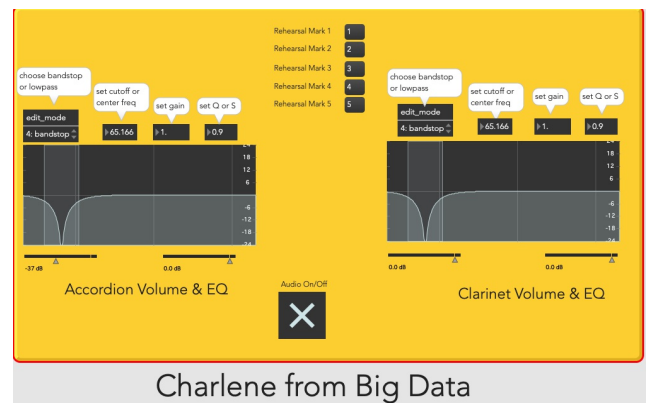 Rehearsal Mark 1 1
Rehearsal Mark 2 2
Rehearsal Mark 3 3
Rehearsal Mark 4 4
Rehearsal Mark 5 5
choose bandstop
or lowpass
set cutoff or
center freq
set gain
set Q or S
edit_mode
4: bandstop
65.166
1.
0.9
24
18
12
6
-6
-12
-18
-24
-37 dB
0.0 dB
Accordion Volume & EQ
Audio On/Off
choose bandstop
or lowpass
set cutoff or
center freq
set gain
set Q or S
edit_mode
4: bandstop
65.166
1.
0.9
18
12
6
-6
-12
-18
-24
0.0 dB
0.0 dB
Clarinet Volume & EQ
Charlene from Big Data